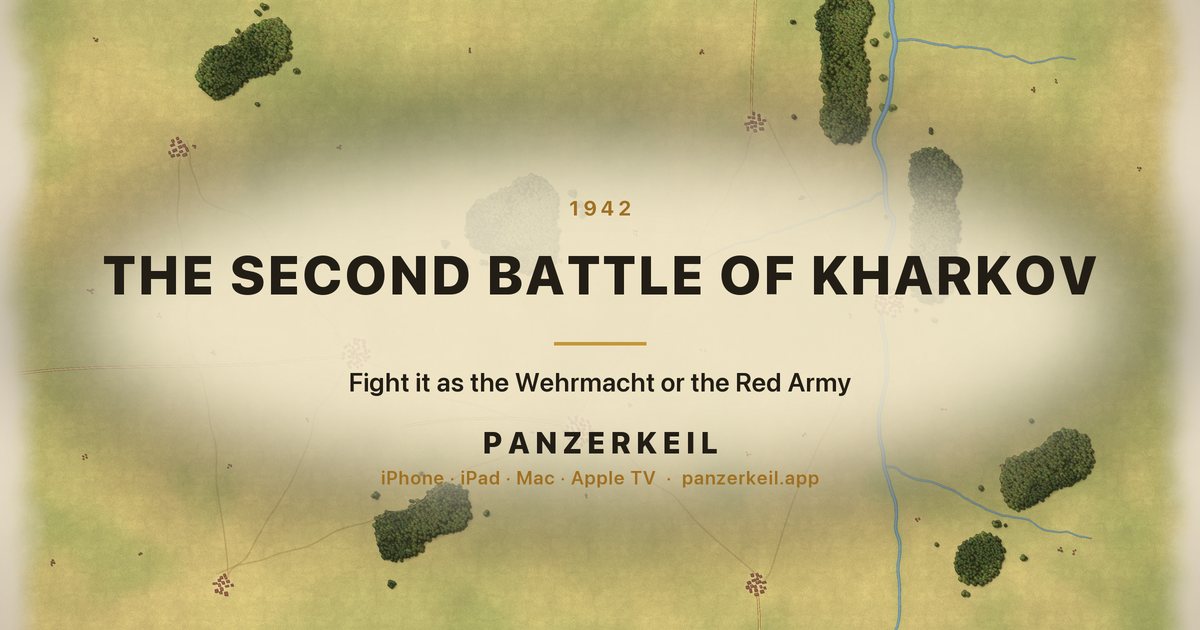 1942
THE SECOND BATTLE OF KHARKOV
Fight it as the Wehrmacht or the Red Army
PANZERKEIL
iPhone · iPad · Mac · Apple TV · panzerkeil.app